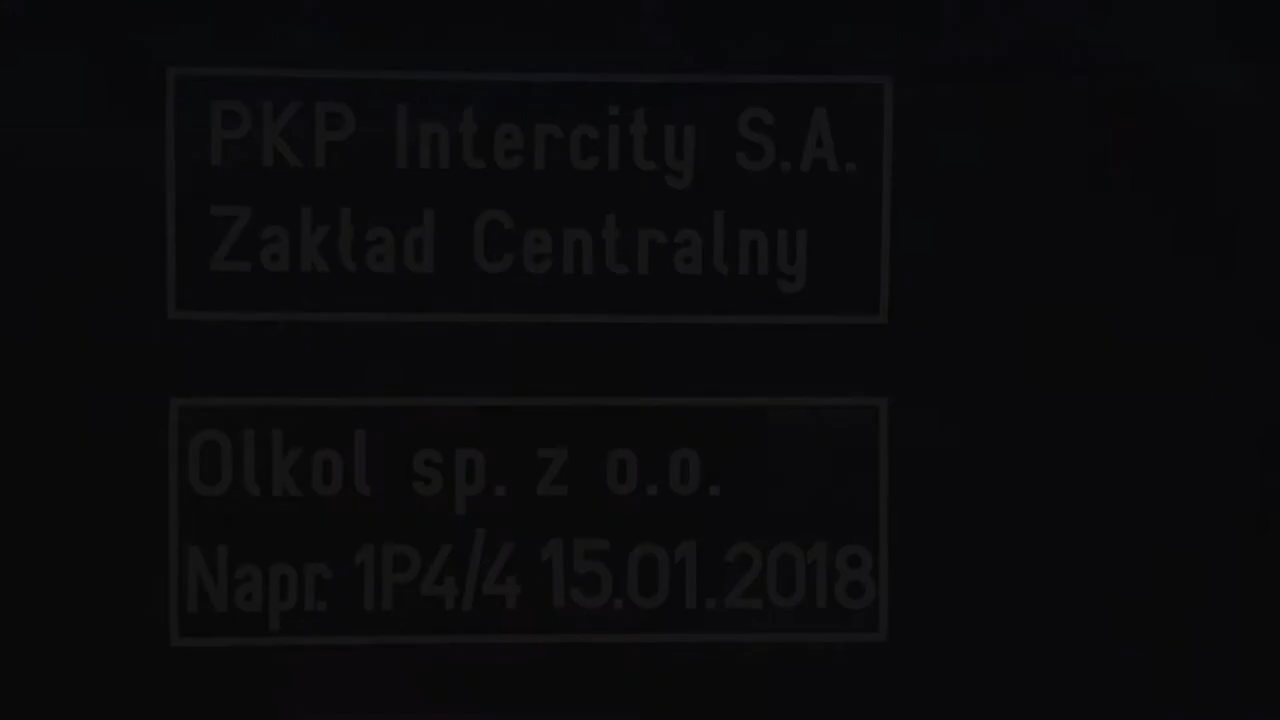 PKP Intercity S.A.
Zakład Centralny
Olkol sp. z o.o.
Napr. 1P4/4 15.01.2018